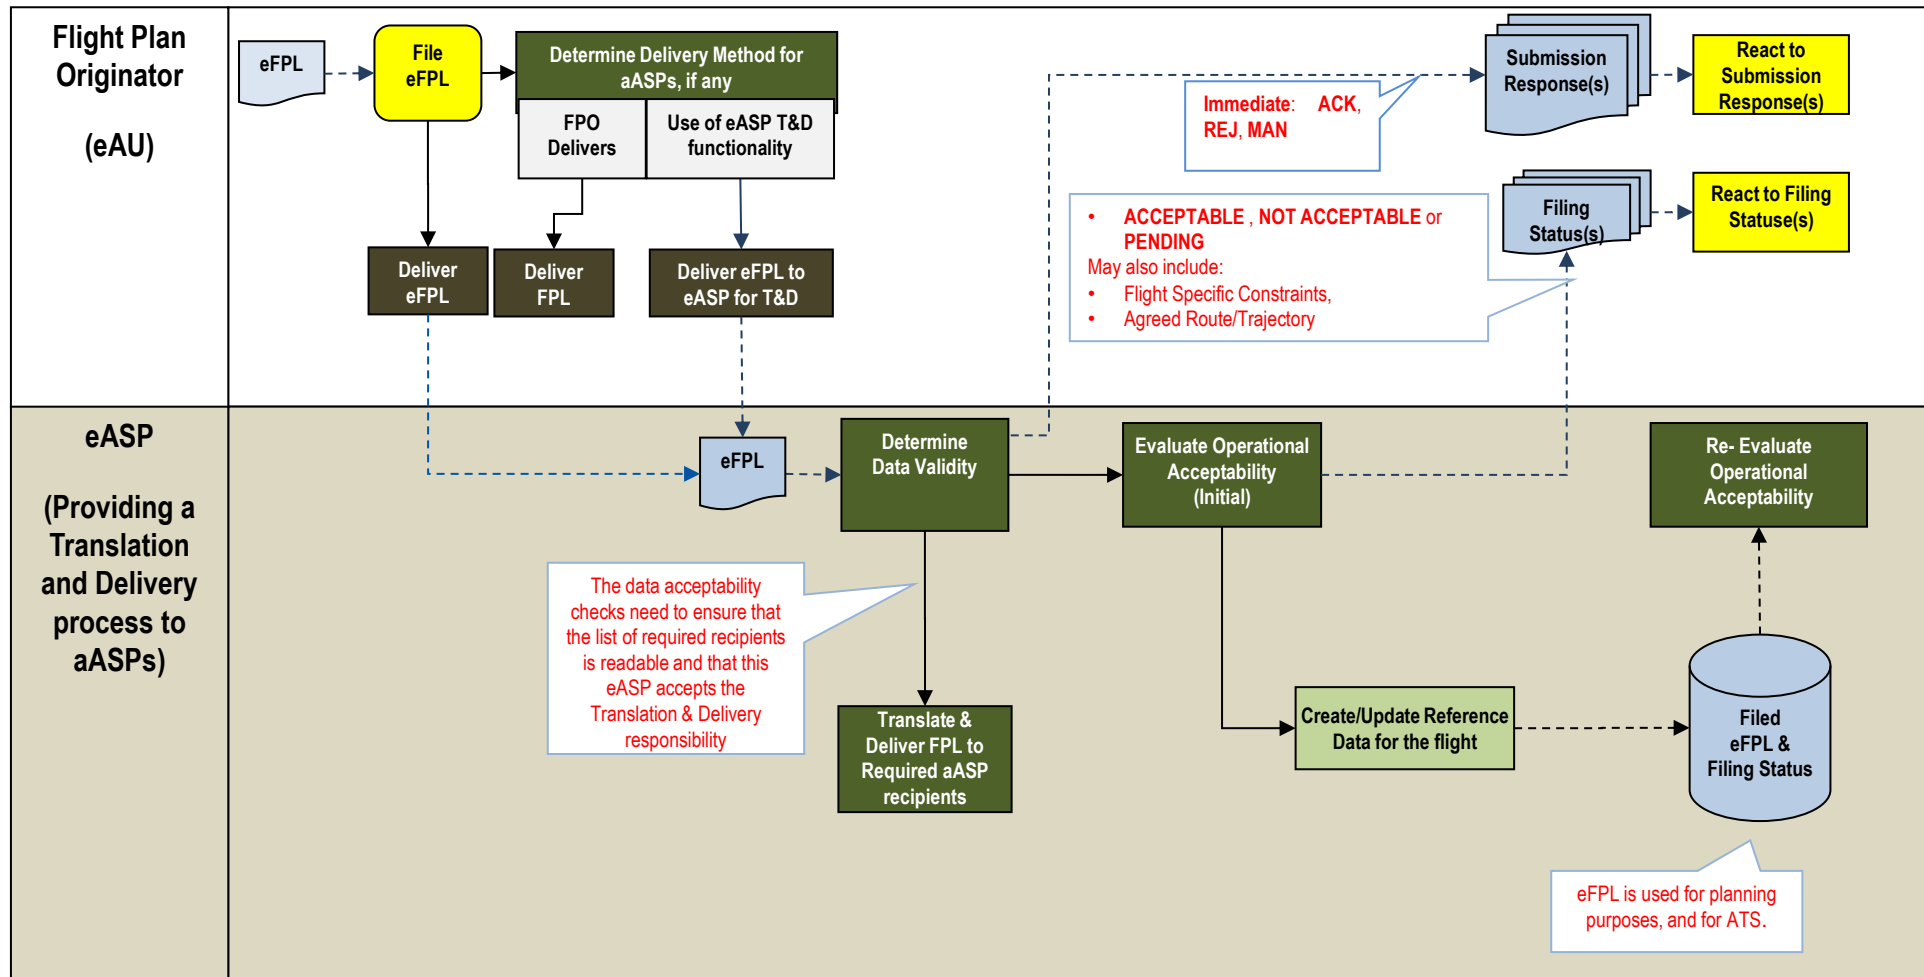 Flight Plan
Originator
(eAU)
eFPL
File
eFPL
Determine Delivery Method for
aASPs, if any
FPO
Delivers
Use of eASP T&D
functionality
Deliver
eFPL
Deliver
FPL
Deliver eFPL to
eASP for T&D
Immediate: ACK,
REJ, MAN
Submission
Response(s)
React to
Submission
Response(s)
• ACCEPTABLE , NOT ACCEPTABLE or
PENDING
May also include:
• Flight Specific Constraints,
• Agreed Route/Trajectory
Filing
Status(s)
React to Filing
Statuse(s)
eASP
(Providing a
Translation
and Delivery
process to
aASPs)
eFPL
Determine
Data Validity
Evaluate Operational
Acceptability
(Initial)
Re- Evaluate
Operational
Acceptability
The data acceptability
checks need to ensure that
the list of required recipients
is readable and that this
eASP accepts the
Translation & Delivery
responsibility
Translate &
Deliver FPL to
Required aASP
recipients
Create/Update Reference
Data for the flight
Filed
eFPL &
Filing Status
eFPL is used for planning
purposes, and for ATS.